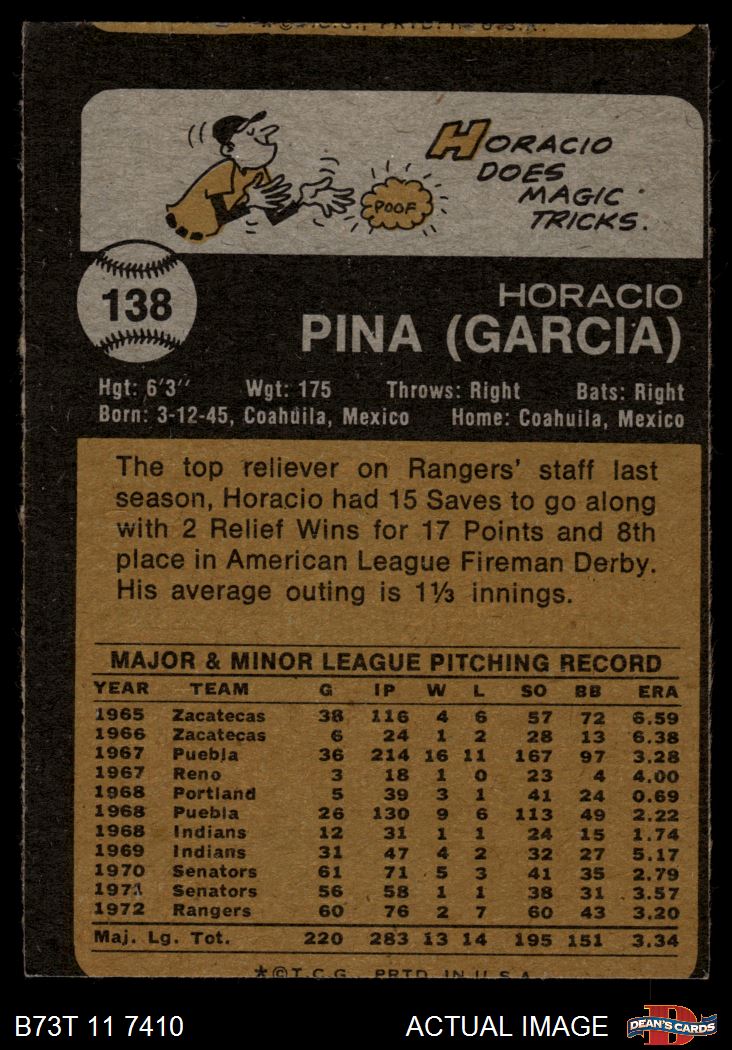 *©T.C.G., PRTD. IN U.S.A.
HORACIO
DOES
MAGIC
TRICKS.
POOF
138
HORACIO
PINA (GARCIA)
Hgt: 6'3" Wgt: 175 Throws: Right Bats: Right
Born: 3-12-45, Coahuila, Mexico Home: Coahuila, Mexico
The top reliever on Rangers' staff last
season, Horacio had 15 Saves to go along
with 2 Relief Wins for 17 Points and 8th
place in American League Fireman Derby.
His average outing is 1⅓ innings.
MAJOR & MINOR LEAGUE PITCHING RECORD
YEAR TEAM G IP W L SO BB ERA
1965 Zacatecas 38 116 4 6 57 72 6.59
1966 Zacatecas 6 24 1 2 28 13 6.38
1967 Puebla 36 214 16 11 167 97 3.28
1967 Reno 3 18 1 0 23 4 4.00
1968 Portland 5 39 3 1 41 24 0.69
1968 Puebla 26 130 9 6 113 49 2.22
1968 Indians 12 31 1 1 24 15 1.74
1969 Indians 31 47 4 2 32 27 5.17
1970 Senators 61 71 5 3 41 35 2.79
1971 Senators 56 58 1 1 38 31 3.57
1972 Rangers 60 76 2 7 60 43 3.20
Maj. Lg. Tot. 220 283 13 14 195 151 3.34
*©T.C.G. PRTD. IN U.S.A.
B73T 11 7410 ACTUAL IMAGE DEAN'S CARDS